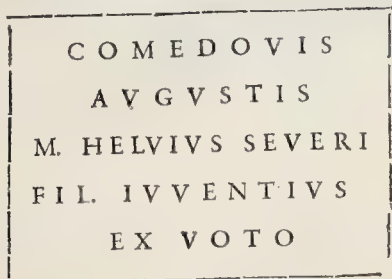 COMEDOVIS
AVGVSTIS
M. HELVIVS SEVERI
FIL. IVVENTIVS
EX VOTO